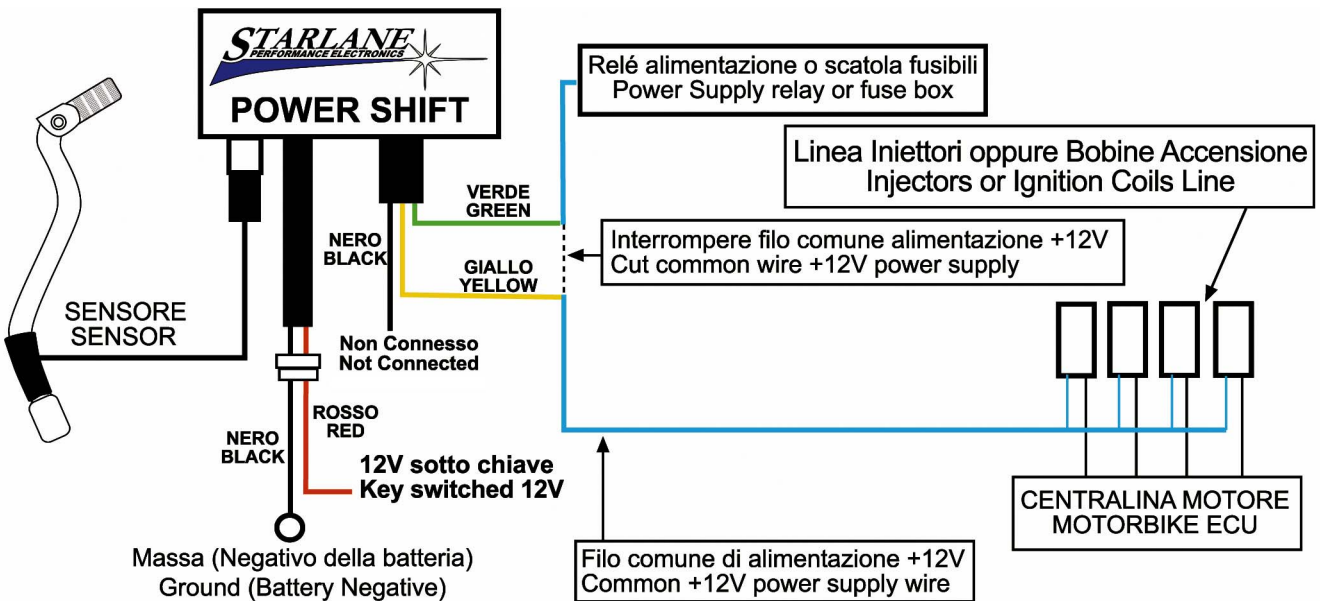 STARLANE
PERFORMANCE ELECTRONICS
POWER SHIFT
Relé alimentazione o scatola fusibili
Power Supply relay or fuse box
Linea Iniettori oppure Bobine Accensione
Injectors or Ignition Coils Line
VERDE
GREEN
NERO
BLACK
GIALLO
YELLOW
Interrompere filo comune alimentazione +12V
Cut common wire +12V power supply
SENSORE
SENSOR
Non Connesso
Not Connected
NERO
BLACK
ROSSO
RED
12V sotto chiave
Key switched 12V
Massa (Negativo della batteria)
Ground (Battery Negative)
Filo comune di alimentazione +12V
Common +12V power supply wire
CENTRALINA MOTORE
MOTORBIKE ECU